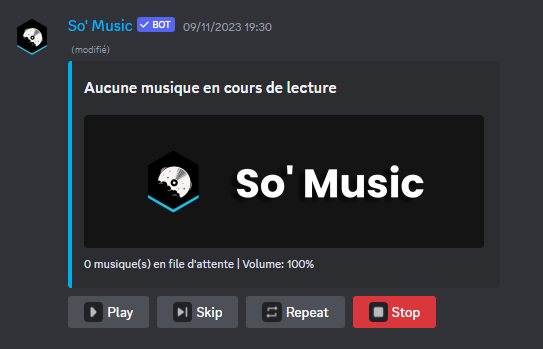 So' Music BOT 09/11/2023 19:30
(modifié)
Aucune musique en cours de lecture
So' Music
0 musique(s) en file d'attente | Volume: 100%
Play Skip Repeat Stop